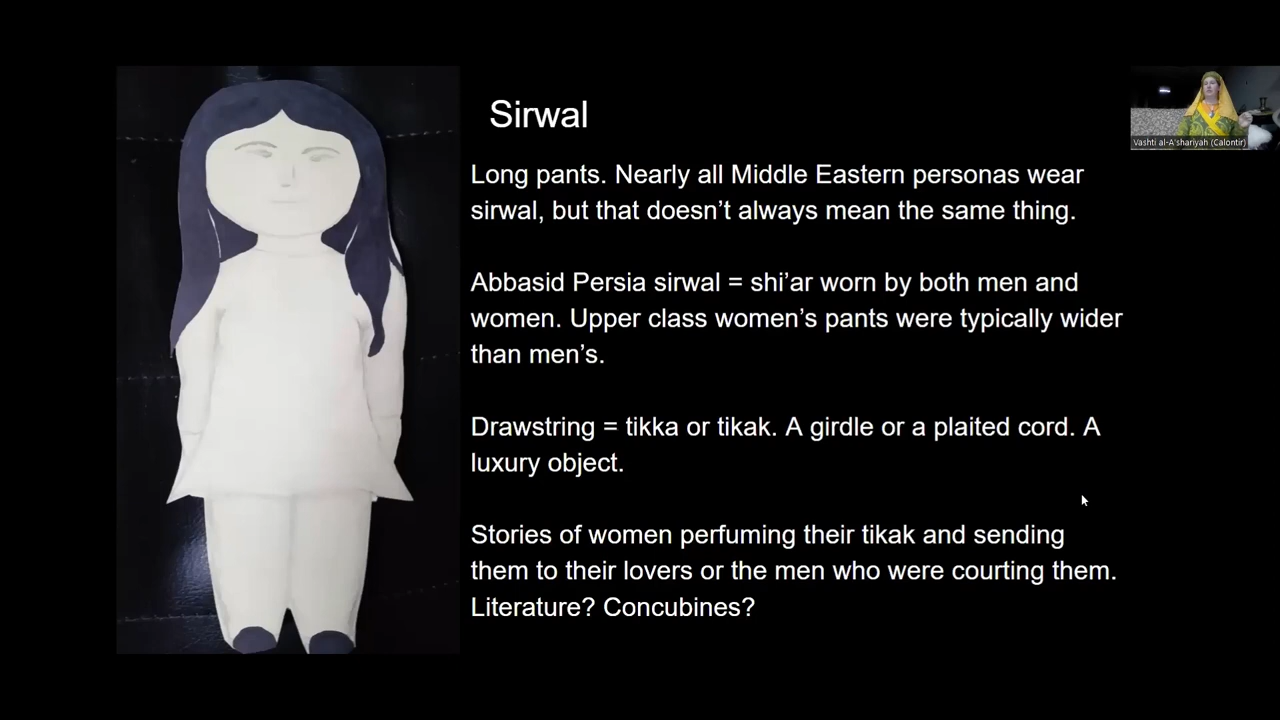 Sirwal
Long pants. Nearly all Middle Eastern personas wear
sirwal, but that doesn’t always mean the same thing.
Abbasid Persia sirwal = shi’ar worn by both men and
women. Upper class women’s pants were typically wider
than men’s.
Drawstring = tikka or tikak. A girdle or a plaited cord. A
luxury object.
Stories of women perfuming their tikak and sending
them to their lovers or the men who were courting them.
Literature? Concubines?
Vashti al-A'shariyah (Calontir)